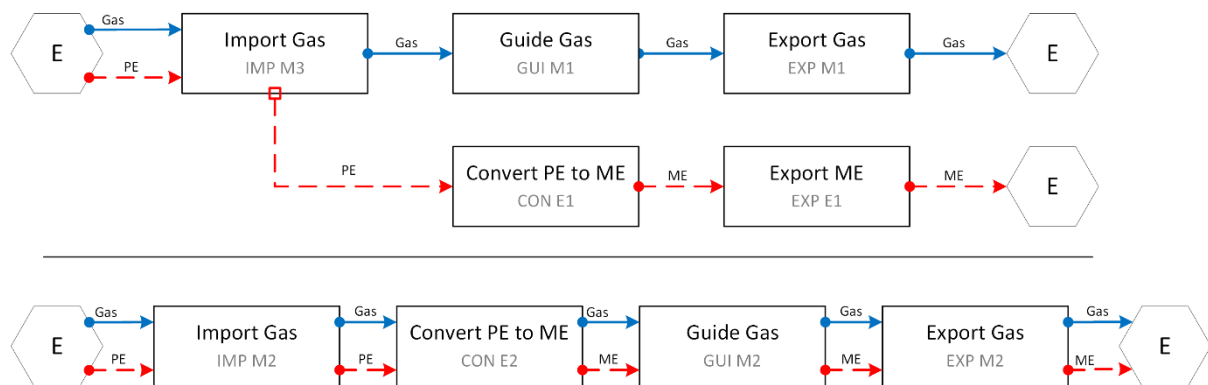 Gas
E
PE
Import Gas
IMP M3
Gas
Guide Gas
GUI M1
Gas
Export Gas
EXP M1
Gas
E
PE
Convert PE to ME
CON E1
ME
Export ME
EXP E1
ME
E
Gas
E
PE
Import Gas
IMP M2
Gas
PE
Convert PE to ME
CON E2
Gas
ME
Guide Gas
GUI M2
Gas
ME
Export Gas
EXP M2
Gas
ME
E